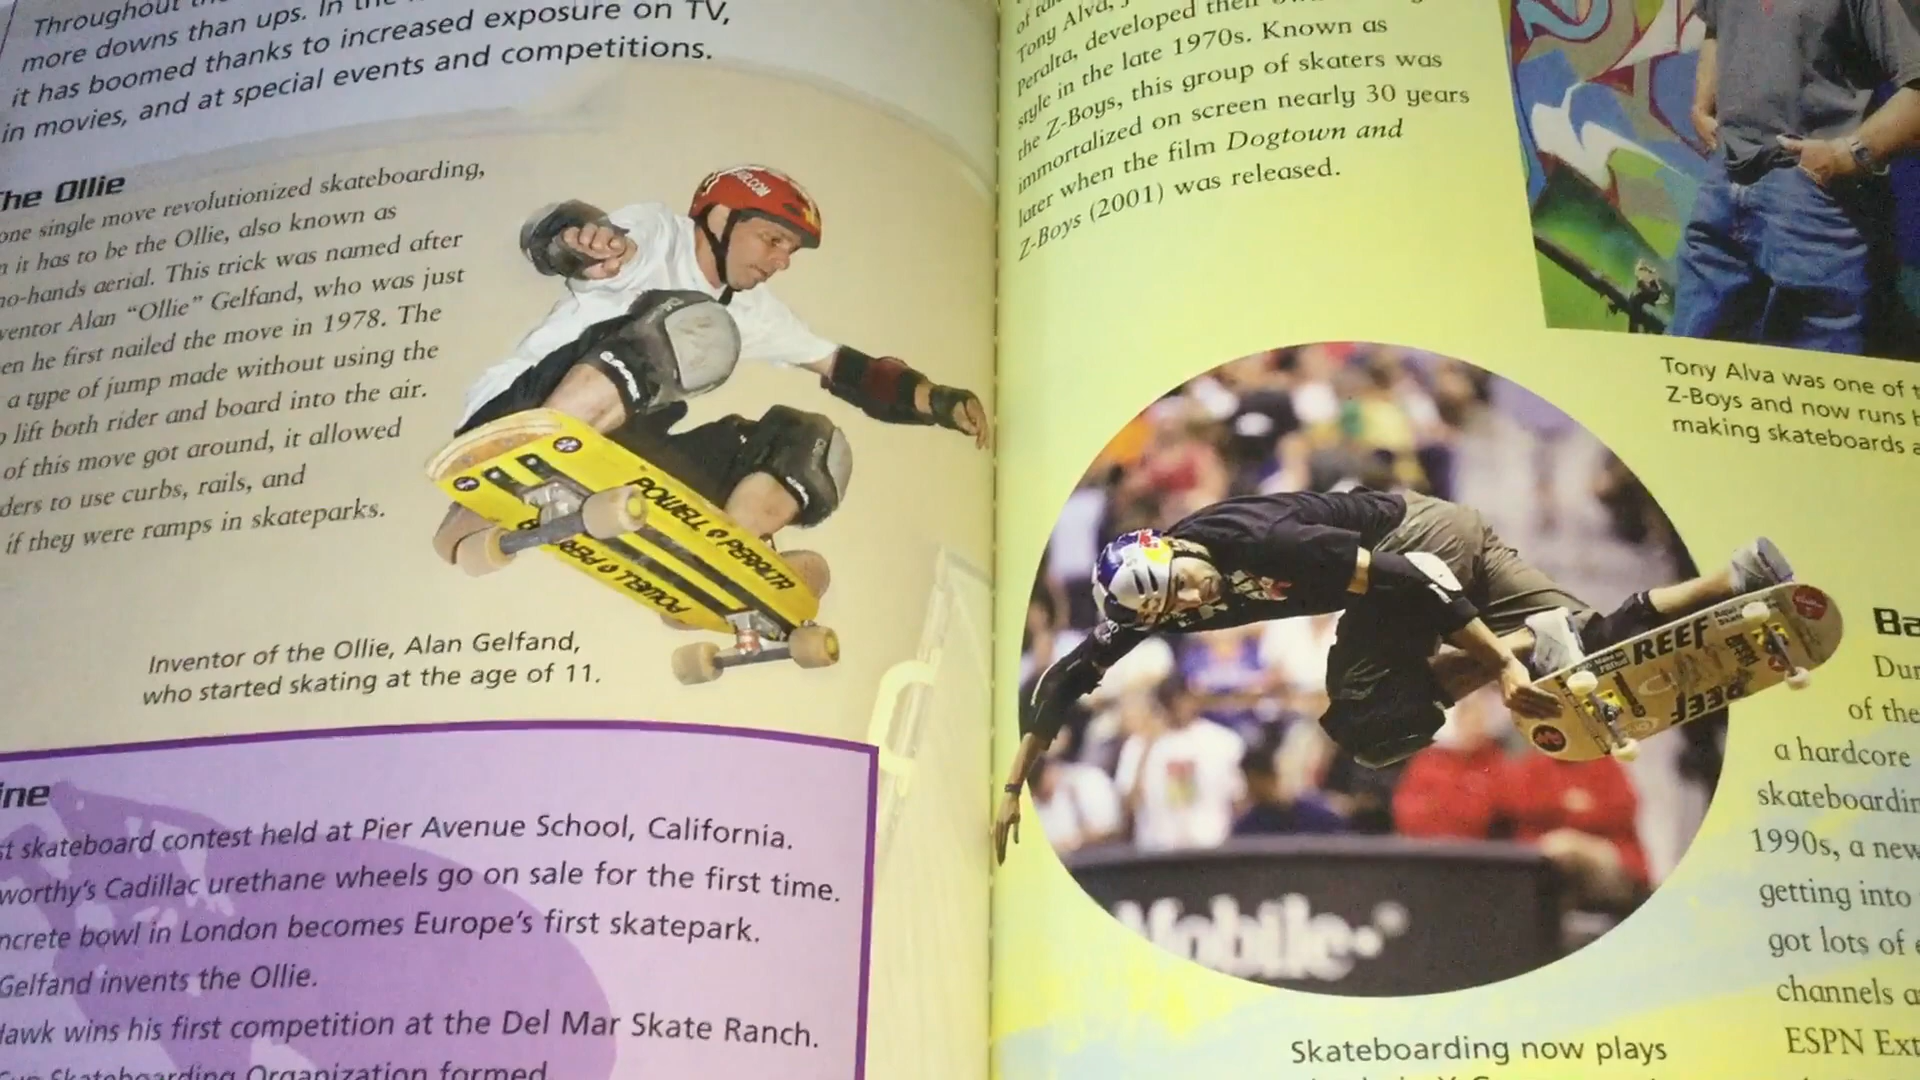 Throughout
more downs than ups. In the
it has boomed thanks to increased exposure on TV,
in movies, and at special events and competitions.
The Ollie
one single move revolutionized skateboarding,
it has to be the Ollie, also known as
no-hands aerial. This trick was named after
ventor Alan “Ollie” Gelfand, who was just
en he first nailed the move in 1978. The
a type of jump made without using the
lift both rider and board into the air.
of this move got around, it allowed
ders to use curbs, rails, and
if they were ramps in skateparks.
R.COM
POWELL PERALTA
POWELL PERA
Inventor of the Ollie, Alan Gelfand,
who started skating at the age of 11.
ine
st skateboard contest held at Pier Avenue School, California.
worthy’s Cadillac urethane wheels go on sale for the first time.
ncrete bowl in London becomes Europe’s first skatepark.
Gelfand invents the Ollie.
Hawk wins his first competition at the Del Mar Skate Ranch.
Cup Skateboarding Organization formed
Tony Alva,
Peralta, developed their
style in the late 1970s. Known as
the Z-Boys, this group of skaters was
immortalized on screen nearly 30 years
later when the film Dogtown and
Z-Boys (2001) was released.
Tony Alva was one of t
Z-Boys and now runs h
making skateboards a
REEF
REEF
Mobile
Skateboarding now plays
Ba
Dur
of the
a hardcore
skateboardin
1990s, a new
getting into
got lots of e
channels a
ESPN Ext